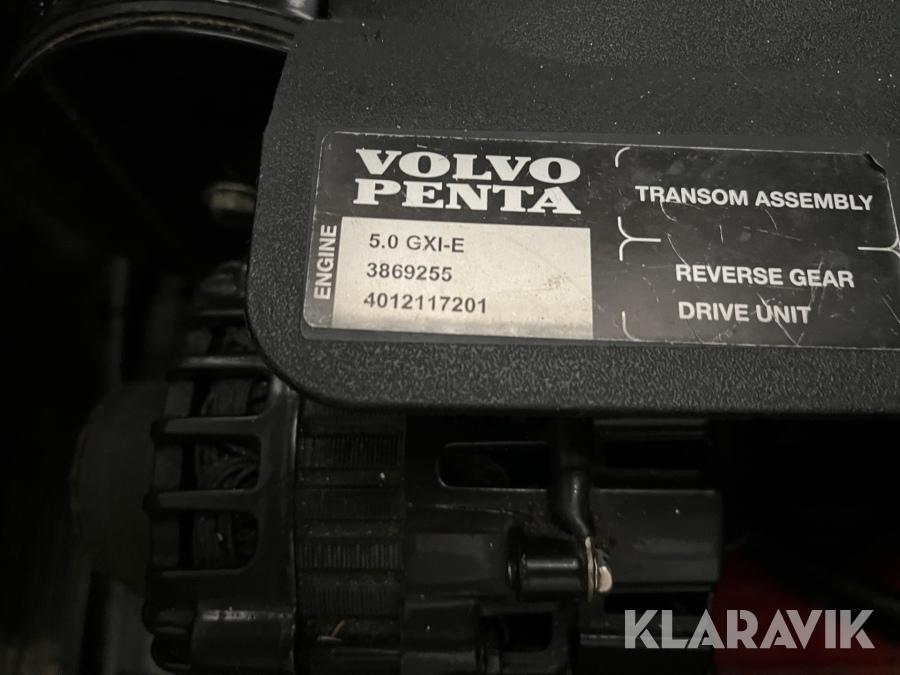 VOLVO
PENTA
ENGINE
5.0 GXI-E
3869255
4012117201
TRANSOM ASSEMBLY
REVERSE GEAR
DRIVE UNIT
KLARAVIK